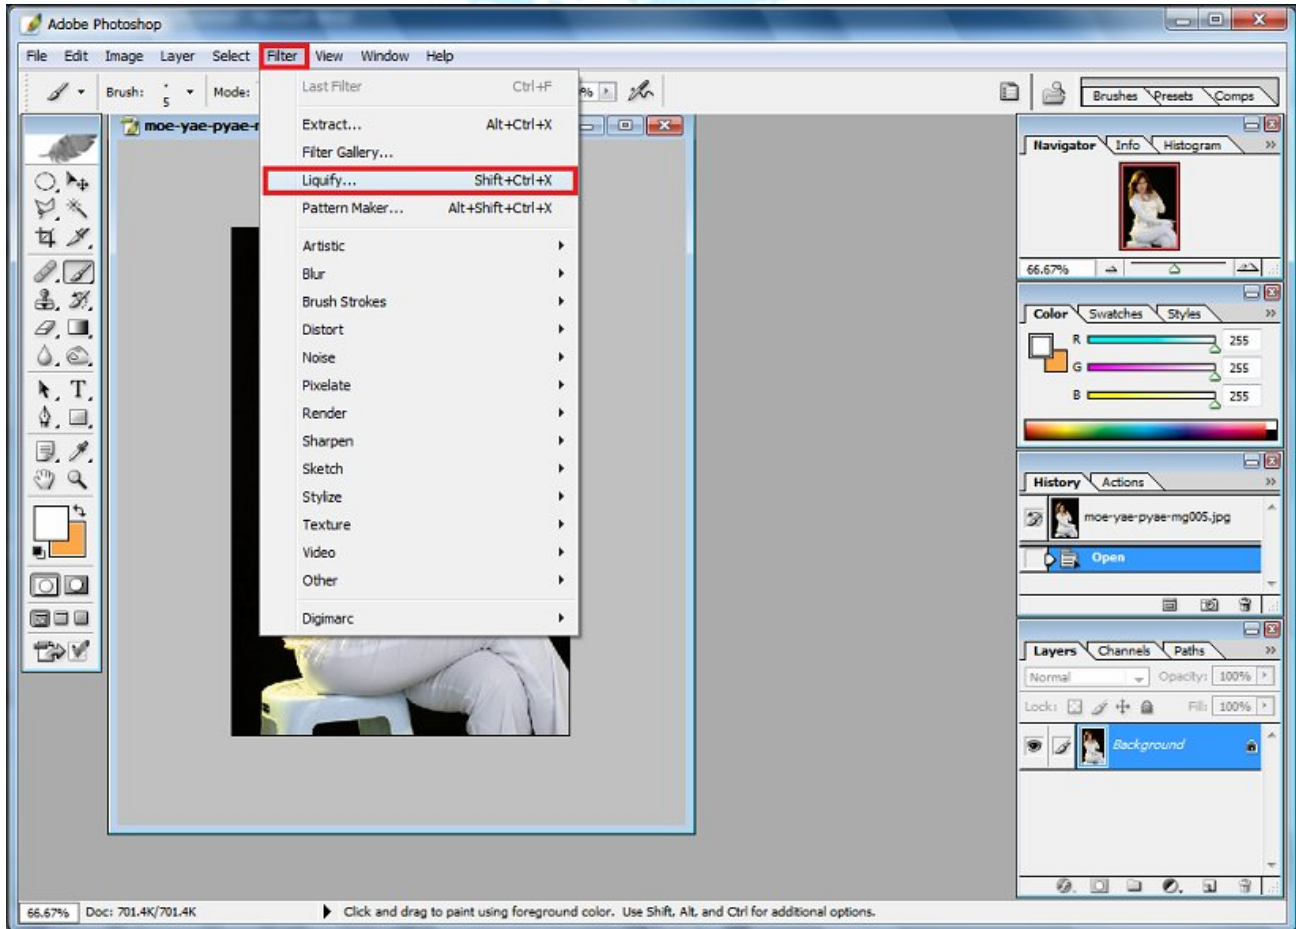 Adobe Photoshop
File Edit Image Layer Select Filter View Window Help
Brush: 5 Mode: %
Brushes Presets Comps
Last Filter Ctrl+F
Extract... Alt+Ctrl+X
Filter Gallery...
Liquify... Shift+Ctrl+X
Pattern Maker... Alt+Shift+Ctrl+X
Artistic
Blur
Brush Strokes
Distort
Noise
Pixelate
Render
Sharpen
Sketch
Stylize
Texture
Video
Other
Digimarc
moe-yae-pyae-
Navigator Info Histogram
66.67%
Color Swatches Styles
R 255
G 255
B 255
History Actions
moe-yae-pyae-mg005.jpg
Open
Layers Channels Paths
Normal Opacity: 100%
Lock: Fill: 100%
Background
66.67% Doc: 701.4K/701.4K Click and drag to paint using foreground color. Use Shift, Alt, and Ctrl for additional options.